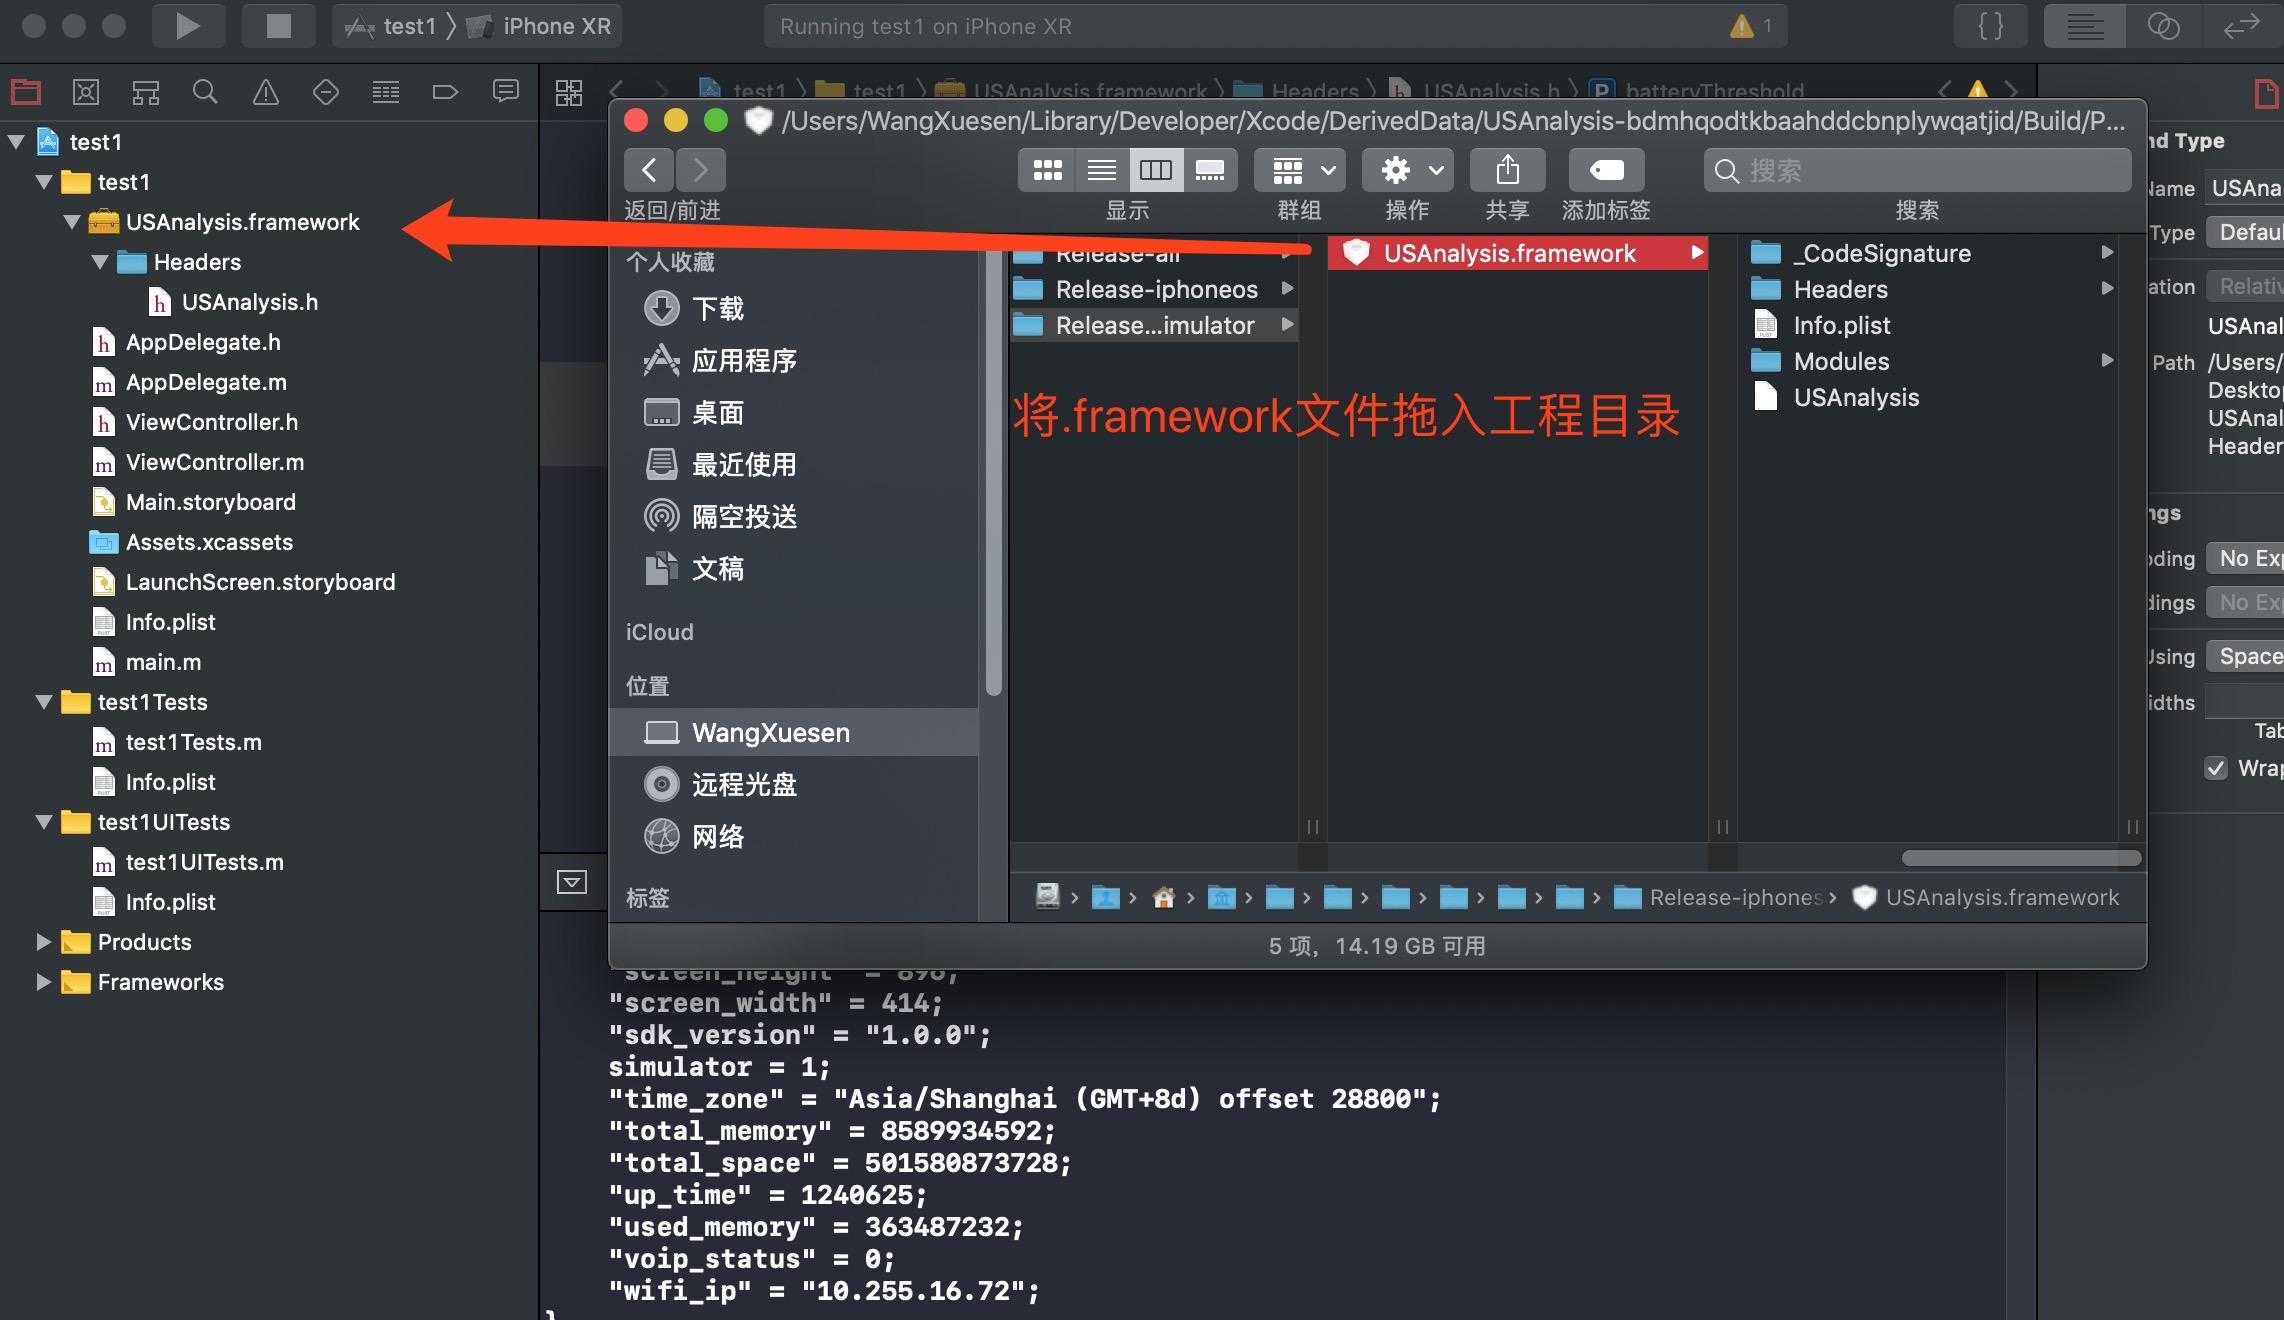 test1 〉 iPhone XR
Running test1 on iPhone XR
1
{ }
test1 〉 test1 〉 USAnalysis.framework 〉 Headers 〉 USAnalysis.h 〉 P batteryThreshold
test1
test1
USAnalysis.framework
Headers
USAnalysis.h
AppDelegate.h
AppDelegate.m
ViewController.h
ViewController.m
Main.storyboard
Assets.xcassets
LaunchScreen.storyboard
Info.plist
main.m
test1Tests
test1Tests.m
Info.plist
test1UITests
test1UITests.m
Info.plist
Products
Frameworks
/Users/WangXuesen/Library/Developer/Xcode/DerivedData/USAnalysis-bdmhqodtkbaahddcbnplywqatjid/Build/P...
搜索
返回/前进 显示 群组 操作 共享 添加标签 搜索
个人收藏
下载
应用程序
桌面
最近使用
隔空投送
文稿
iCloud
位置
WangXuesen
远程光盘
网络
标签
Release-all
Release-iphoneos
Release...imulator
USAnalysis.framework
_CodeSignature
Headers
Info.plist
Modules
USAnalysis
将.framework文件拖入工程目录
Release-iphones › USAnalysis.framework
5 项，14.19 GB 可用
"screen_height" = 896;
"screen_width" = 414;
"sdk_version" = "1.0.0";
simulator = 1;
"time_zone" = "Asia/Shanghai (GMT+8d) offset 28800";
"total_memory" = 8589934592;
"total_space" = 501580873728;
"up_time" = 1240625;
"used_memory" = 363487232;
"voip_status" = 0;
"wifi_ip" = "10.255.16.72";
}
nd Type
Name USAna
Type Defaul
ation Relativ
USAnal
Path /Users/
Desktop
USAnal
Header
ngs
oding No Exp
dings No Exp
Using Space
idths
Tab
Wrap